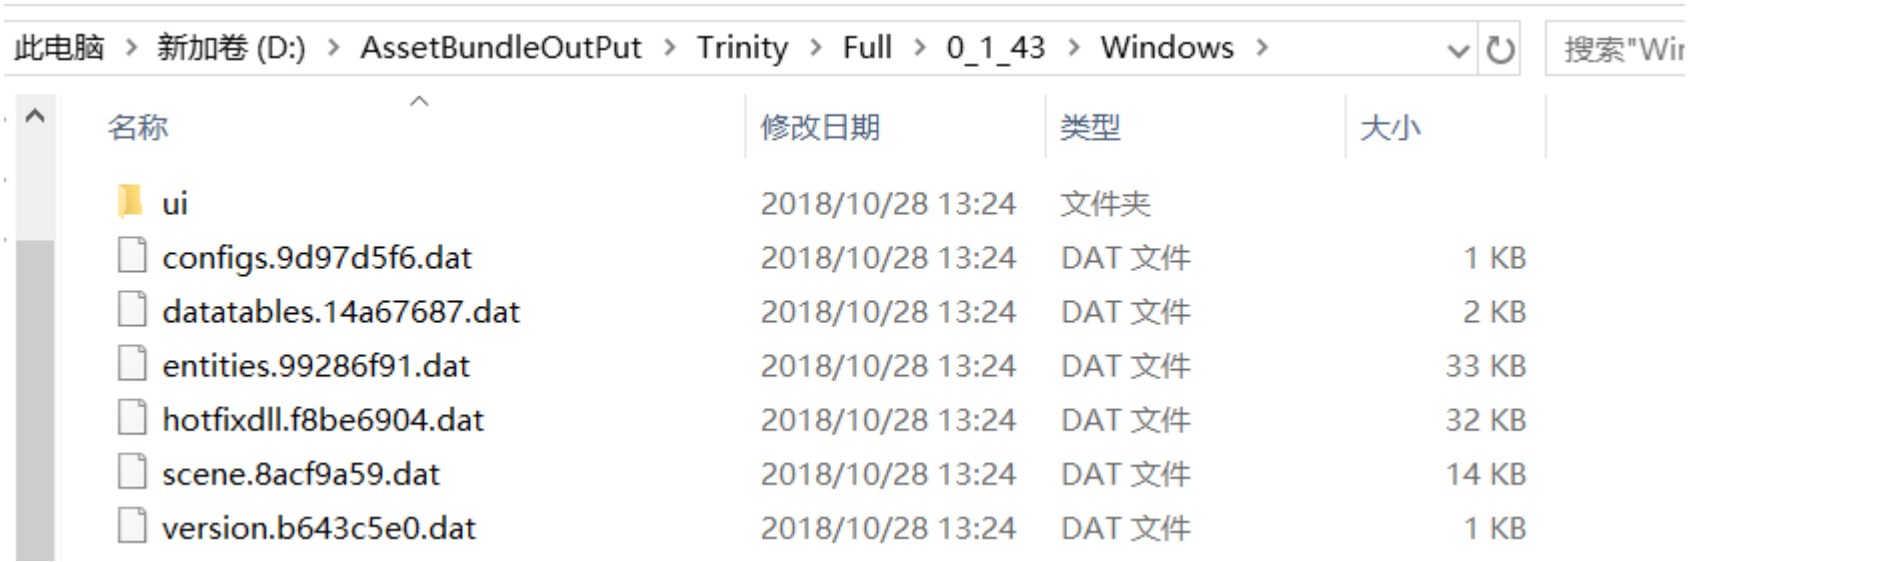 此电脑 > 新加卷 (D:) > AssetBundleOutPut > Trinity > Full > 0_1_43 > Windows > 搜索"Wir
名称 修改日期 类型 大小
ui 2018/10/28 13:24 文件夹
configs.9d97d5f6.dat 2018/10/28 13:24 DAT 文件 1 KB
datatables.14a67687.dat 2018/10/28 13:24 DAT 文件 2 KB
entities.99286f91.dat 2018/10/28 13:24 DAT 文件 33 KB
hotfixdll.f8be6904.dat 2018/10/28 13:24 DAT 文件 32 KB
scene.8acf9a59.dat 2018/10/28 13:24 DAT 文件 14 KB
version.b643c5e0.dat 2018/10/28 13:24 DAT 文件 1 KB